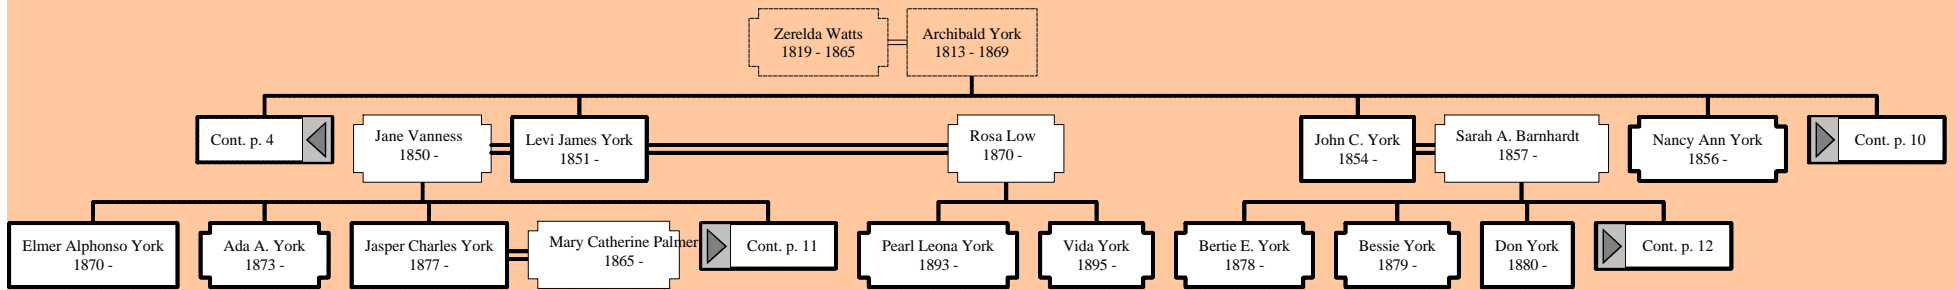 Zerelda Watts
1819 - 1865
Archibald York
1813 - 1869
Cont. p. 4
Jane Vanness
1850 -
Levi James York
1851 -
Rosa Low
1870 -
John C. York
1854 -
Sarah A. Barnhardt
1857 -
Nancy Ann York
1856 -
Cont. p. 10
Elmer Alphonso York
1870 -
Ada A. York
1873 -
Jasper Charles York
1877 -
Mary Catherine Palmer
1865 -
Cont. p. 11
Pearl Leona York
1893 -
Vida York
1895 -
Bertie E. York
1878 -
Bessie York
1879 -
Don York
1880 -
Cont. p. 12